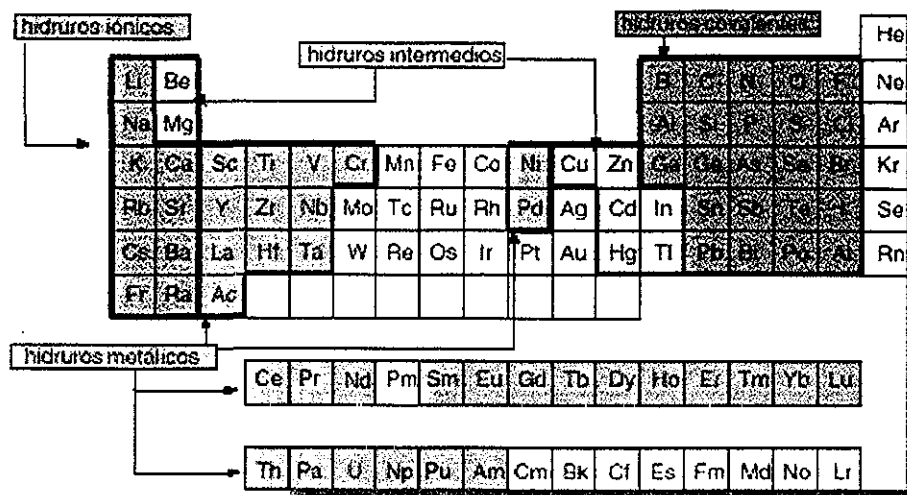 hidruros iónicos
hidruros covalentes
He
hidruros intermedios
Li Be B C N O F Ne
Na Mg Al Si P S Cl Ar
K Ca Sc Ti V Cr Mn Fe Co Ni Cu Zn Ga Ge As Se Br Kr
Rb Sr Y Zr Nb Mo Tc Ru Rh Pd Ag Cd In Sn Sb Te I Se
Cs Ba La Hf Ta W Re Os Ir Pt Au Hg Tl Pb Bi Po At Rn
Fr Ra Ac
hidruros metálicos
Ce Pr Nd Pm Sm Eu Gd Tb Dy Ho Er Tm Yb Lu
Th Pa U Np Pu Am Cm Bk Cf Es Fm Md No Lr